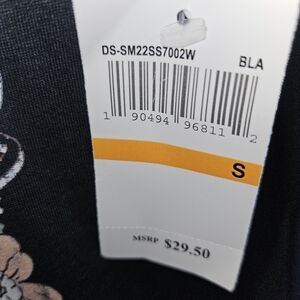 DS-SM22SS7002W
BLA
1 90494 96811 2
S
MSRP $29.50